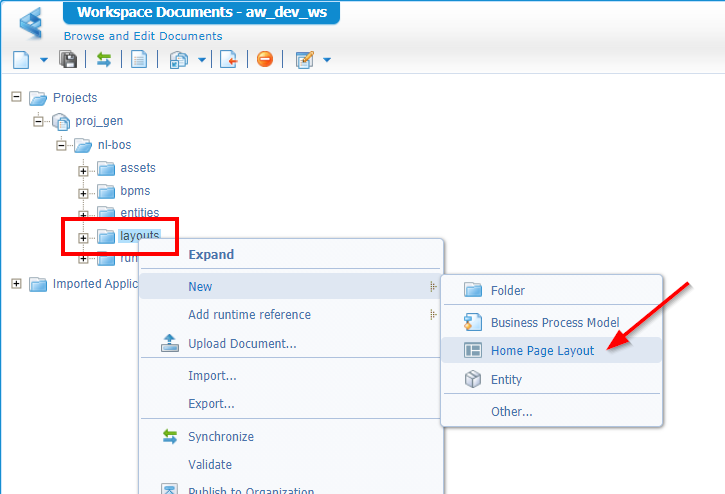 Workspace Documents - aw_dev_ws
Browse and Edit Documents
Projects
proj_gen
nl-bos
assets
bpms
entities
layouts
run
Imported Applic
Expand
New
Add runtime reference
Upload Document...
Import...
Export...
Synchronize
Validate
Publish to Organization
Folder
Business Process Model
Home Page Layout
Entity
Other...